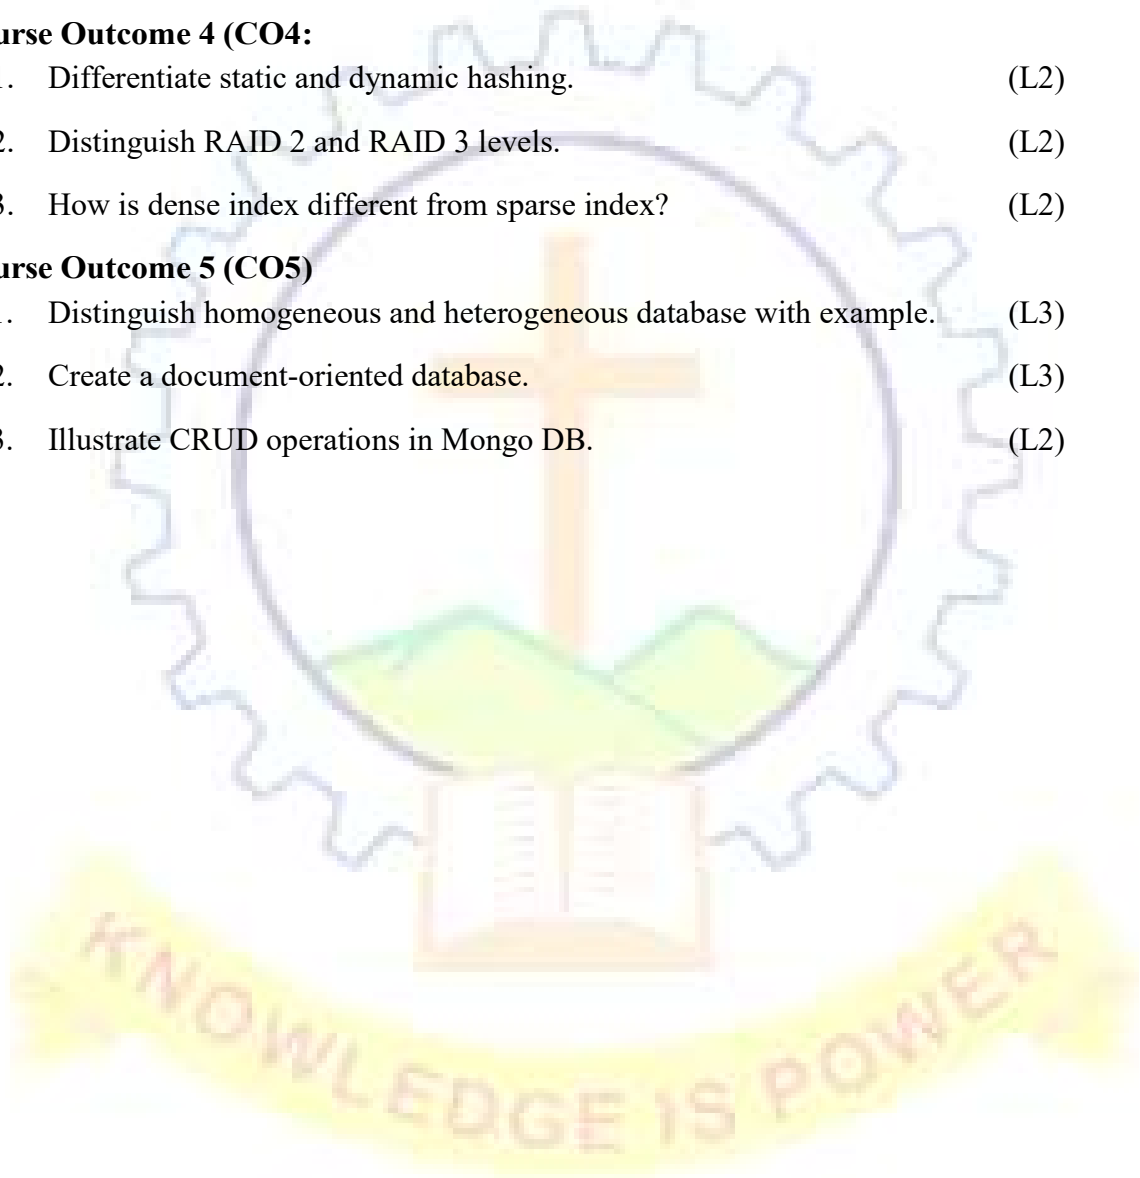 urse Outcome 4 (CO4:
1. Differentiate static and dynamic hashing. (L2)
2. Distinguish RAID 2 and RAID 3 levels. (L2)
3. How is dense index different from sparse index? (L2)
urse Outcome 5 (CO5)
1. Distinguish homogeneous and heterogeneous database with example. (L3)
2. Create a document-oriented database. (L3)
3. Illustrate CRUD operations in Mongo DB. (L2)
KNOWLEDGE IS POWER